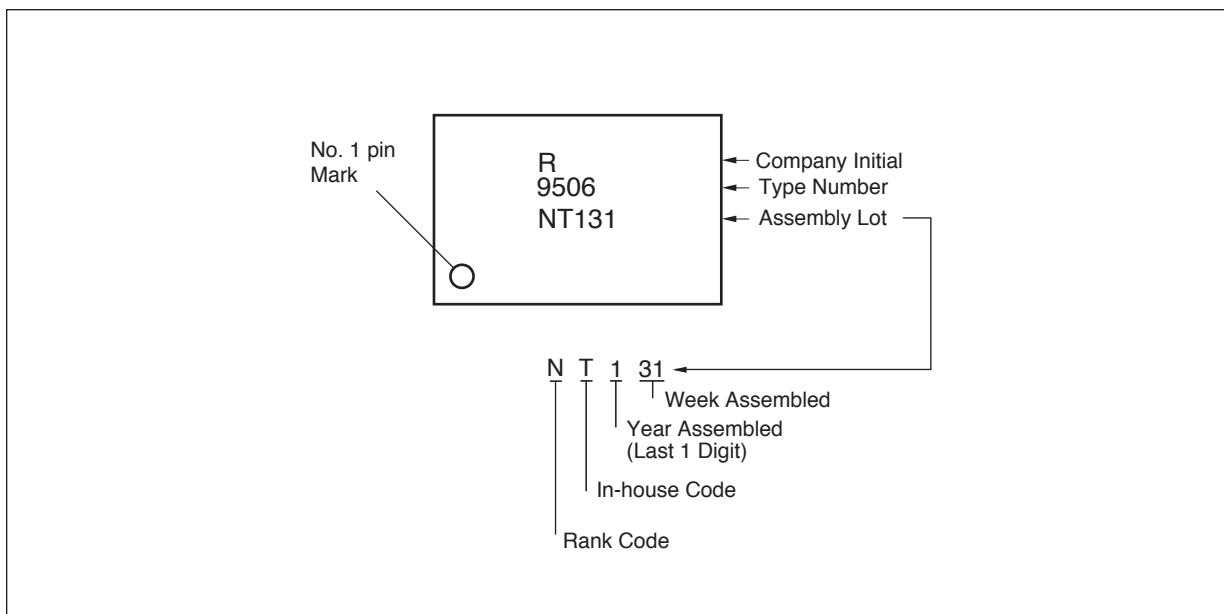 No. 1 pin
Mark
R
9506
NT131
Company Initial
Type Number
Assembly Lot
N T 1 31
Week Assembled
Year Assembled
(Last 1 Digit)
In-house Code
Rank Code